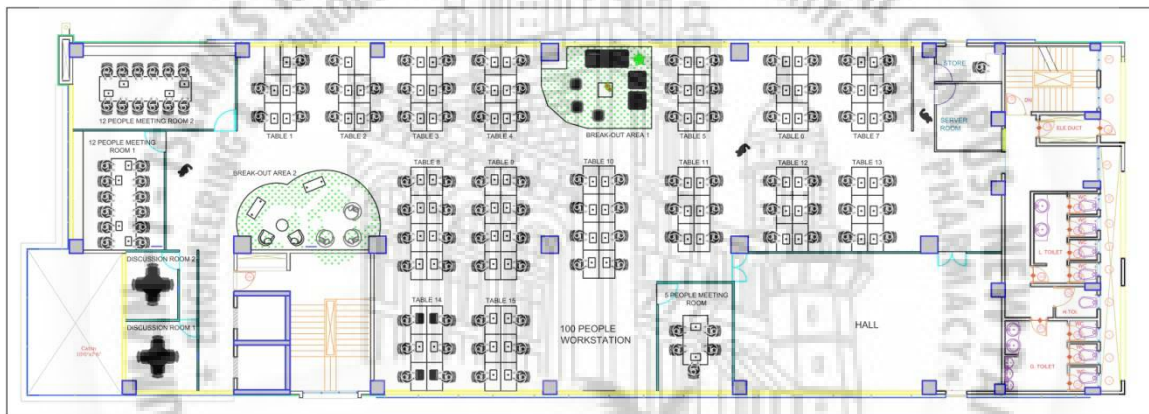 STORE
12 PEOPLE MEETING ROOM 2
TABLE 1
TABLE 2
TABLE 3
TABLE 4
BREAK-OUT AREA 1
TABLE 5
TABLE 6
TABLE 7
SERVER
ROOM
ELE DUCT
DN
12 PEOPLE MEETING
ROOM 1
BREAK-OUT AREA 2
TABLE 8
TABLE 9
TABLE 10
TABLE 11
TABLE 12
TABLE 13
DISCUSSION ROOM 2
L. TOILET
TABLE 14
TABLE 15
5 PEOPLE MEETING
ROOM
H.TOI.
DISCUSSION ROOM 1
100 PEOPLE
WORKSTATION
HALL
G. TOILET